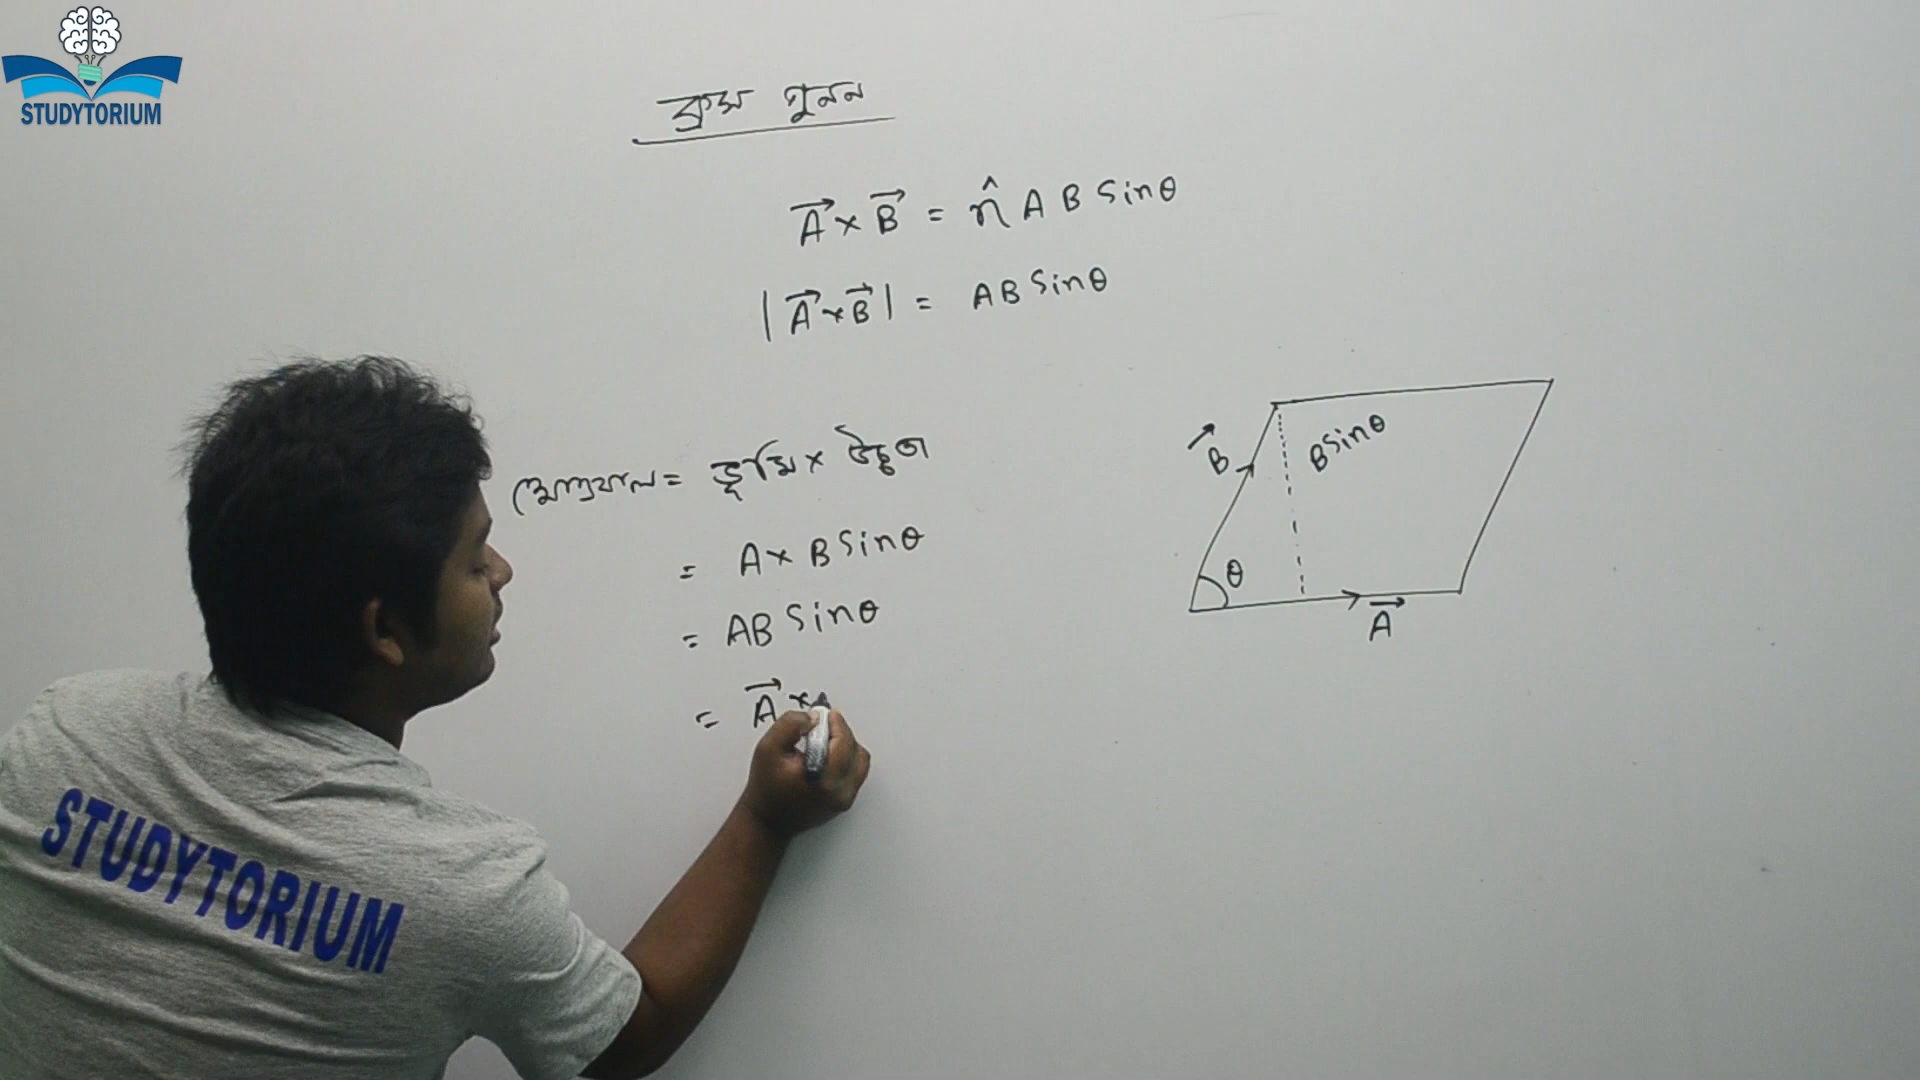 STUDYTORIUM
ক্রস গুনন
A⃗ × B⃗ = n̂ A B Sinθ
|A⃗ × B⃗| = AB Sinθ
ক্ষেত্রফল = ভূমি × উচ্চতা
= A × B Sinθ
= AB Sinθ
= A⃗ ×
B⃗
B Sinθ
θ
A⃗
STUDYTORIUM